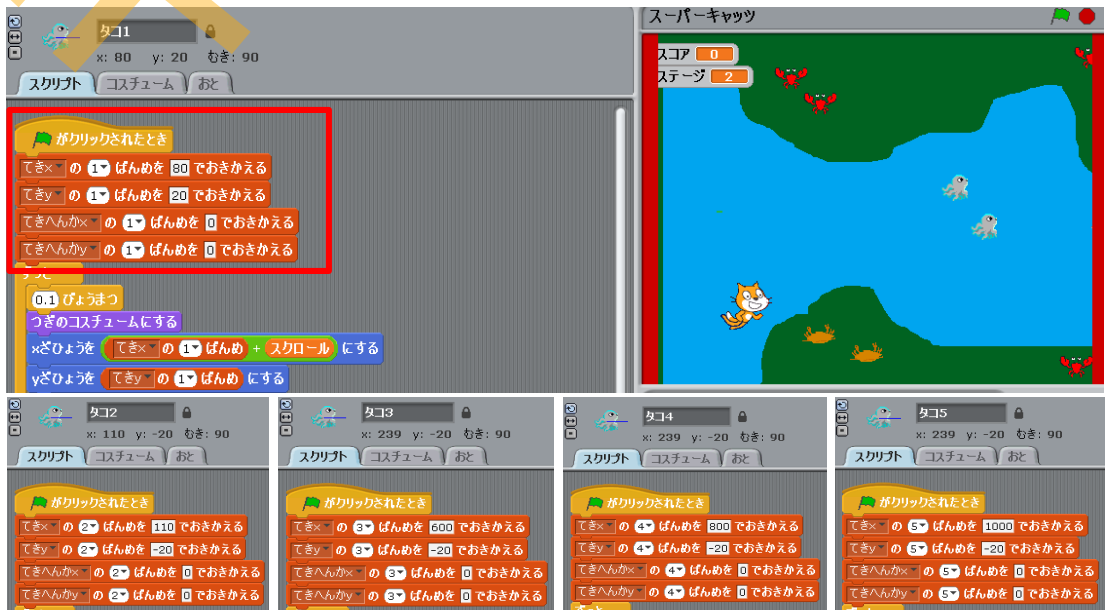 タコ1
x: 80 y: 20 むき: 90
スクリプト コスチューム おと
がクリックされたとき
てきx の 1 ばんめを 80 でおきかえる
てきy の 1 ばんめを 20 でおきかえる
てきへんかx の 1 ばんめを 0 でおきかえる
てきへんかy の 1 ばんめを 0 でおきかえる
ずっと
0.1 びょうまつ
つぎのコスチュームにする
xざひょうを てきx の 1 ばんめ + スクロール にする
yざひょうを てきy の 1 ばんめ にする
スーパーキャッツ
スコア 0
ステージ 2
タコ2
x: 110 y: -20 むき: 90
スクリプト コスチューム おと
がクリックされたとき
てきx の 2 ばんめを 110 でおきかえる
てきy の 2 ばんめを -20 でおきかえる
てきへんかx の 2 ばんめを 0 でおきかえる
てきへんかy の 2 ばんめを 0 でおきかえる
タコ3
x: 239 y: -20 むき: 90
スクリプト コスチューム おと
がクリックされたとき
てきx の 3 ばんめを 600 でおきかえる
てきy の 3 ばんめを -20 でおきかえる
てきへんかx の 3 ばんめを 0 でおきかえる
てきへんかy の 3 ばんめを 0 でおきかえる
タコ4
x: 239 y: -20 むき: 90
スクリプト コスチューム おと
がクリックされたとき
てきx の 4 ばんめを 800 でおきかえる
てきy の 4 ばんめを -20 でおきかえる
てきへんかx の 4 ばんめを 0 でおきかえる
てきへんかy の 4 ばんめを 0 でおきかえる
タコ5
x: 239 y: -20 むき: 90
スクリプト コスチューム おと
がクリックされたとき
てきx の 5 ばんめを 1000 でおきかえる
てきy の 5 ばんめを -20 でおきかえる
てきへんかx の 5 ばんめを 0 でおきかえる
てきへんかy の 5 ばんめを 0 でおきかえる